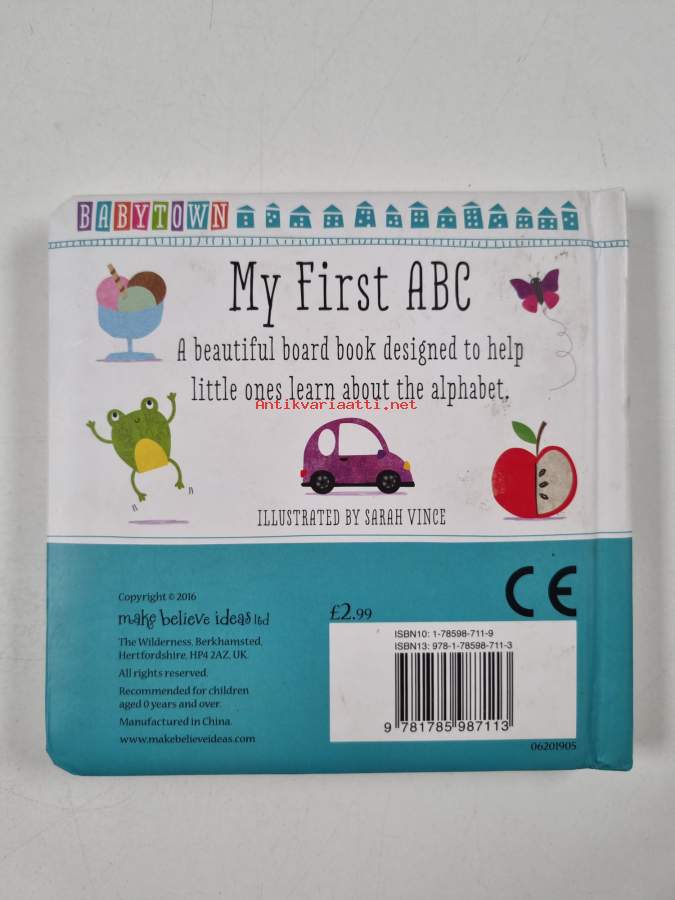 BABYTOWN
My First ABC
A beautiful board book designed to help
little ones learn about the alphabet.
Antikvariaatti.net
ILLUSTRATED BY SARAH VINCE
Copyright © 2016
make believe ideas ltd
The Wilderness, Berkhamsted,
Hertfordshire, HP4 2AZ, UK.
All rights reserved.
Recommended for children
aged 0 years and over.
Manufactured in China.
www.makebelieveideas.com
£2.99
CE
ISBN10: 1-78598-711-9
ISBN13: 978-1-78598-711-3
9 781785 987113
06201905